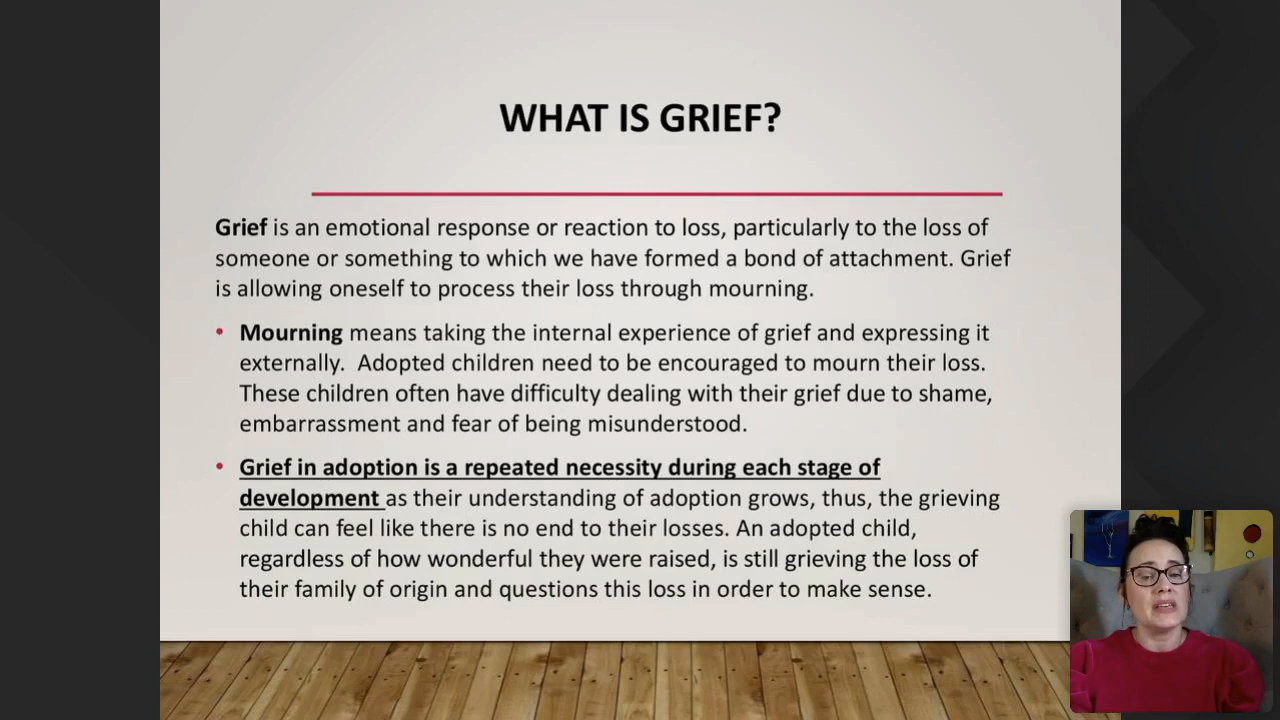 WHAT IS GRIEF?
Grief is an emotional response or reaction to loss, particularly to the loss of
someone or something to which we have formed a bond of attachment. Grief
is allowing oneself to process their loss through mourning.
• Mourning means taking the internal experience of grief and expressing it
externally.  Adopted children need to be encouraged to mourn their loss.
These children often have difficulty dealing with their grief due to shame,
embarrassment and fear of being misunderstood.
• Grief in adoption is a repeated necessity during each stage of
development as their understanding of adoption grows, thus, the grieving
child can feel like there is no end to their losses. An adopted child,
regardless of how wonderful they were raised, is still grieving the loss of
their family of origin and questions this loss in order to make sense.